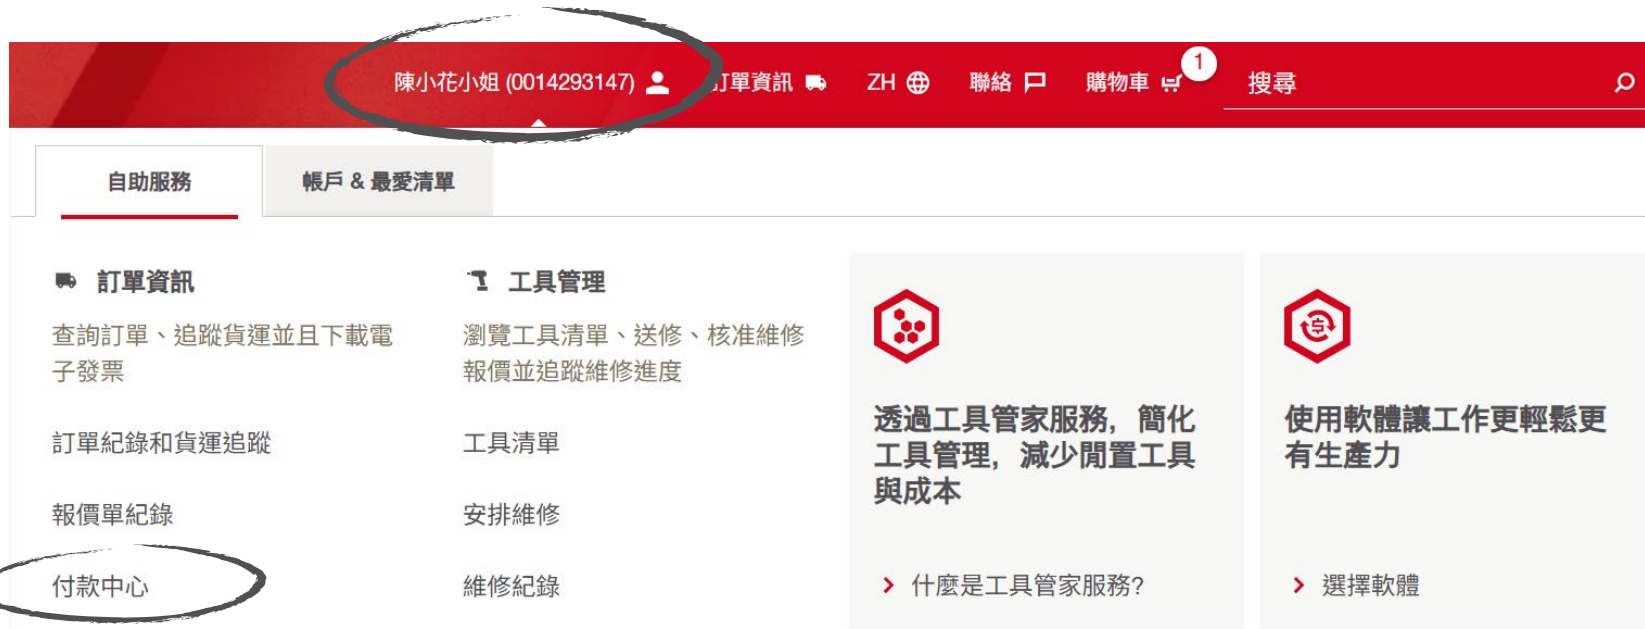 陳小花小姐 (0014293147) 訂單資訊 ZH 聯絡 購物車 1 搜尋
自助服務 帳戶 & 最愛清單
訂單資訊
查詢訂單、追蹤貨運並且下載電
子發票
訂單紀錄和貨運追蹤
報價單紀錄
付款中心
工具管理
瀏覽工具清單、送修、核准維修
報價並追蹤維修進度
工具清單
安排維修
維修紀錄
透過工具管家服務，簡化
工具管理，減少閒置工具
與成本
什麼是工具管家服務?
使用軟體讓工作更輕鬆更
有生產力
選擇軟體